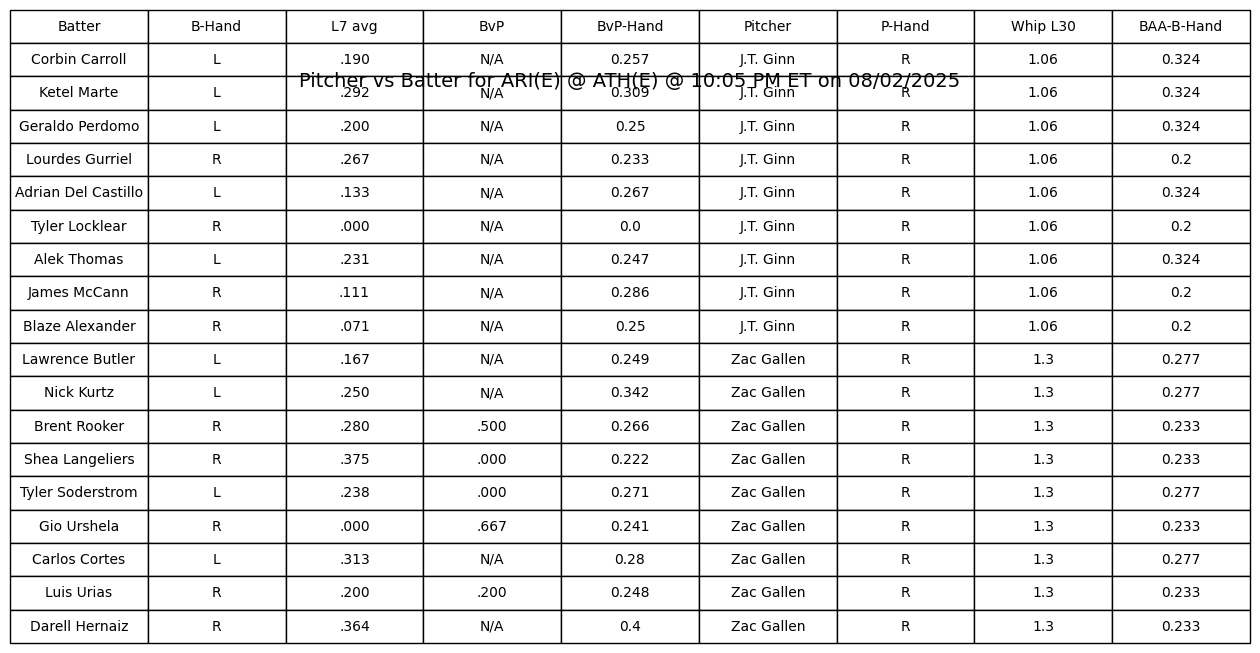 Batter B-Hand L7 avg BvP BvP-Hand Pitcher P-Hand Whip L30 BAA-B-Hand
Corbin Carroll L .190 N/A 0.257 J.T. Ginn R 1.06 0.324
Pitcher vs Batter for ARI(E) @ ATH(E) @ 10:05 PM ET on 08/02/2025
Ketel Marte L .292 N/A 0.309 J.T. Ginn R 1.06 0.324
Geraldo Perdomo L .200 N/A 0.25 J.T. Ginn R 1.06 0.324
Lourdes Gurriel R .267 N/A 0.233 J.T. Ginn R 1.06 0.2
Adrian Del Castillo L .133 N/A 0.267 J.T. Ginn R 1.06 0.324
Tyler Locklear R .000 N/A 0.0 J.T. Ginn R 1.06 0.2
Alek Thomas L .231 N/A 0.247 J.T. Ginn R 1.06 0.324
James McCann R .111 N/A 0.286 J.T. Ginn R 1.06 0.2
Blaze Alexander R .071 N/A 0.25 J.T. Ginn R 1.06 0.2
Lawrence Butler L .167 N/A 0.249 Zac Gallen R 1.3 0.277
Nick Kurtz L .250 N/A 0.342 Zac Gallen R 1.3 0.277
Brent Rooker R .280 .500 0.266 Zac Gallen R 1.3 0.233
Shea Langeliers R .375 .000 0.222 Zac Gallen R 1.3 0.233
Tyler Soderstrom L .238 .000 0.271 Zac Gallen R 1.3 0.277
Gio Urshela R .000 .667 0.241 Zac Gallen R 1.3 0.233
Carlos Cortes L .313 N/A 0.28 Zac Gallen R 1.3 0.277
Luis Urias R .200 .200 0.248 Zac Gallen R 1.3 0.233
Darell Hernaiz R .364 N/A 0.4 Zac Gallen R 1.3 0.233